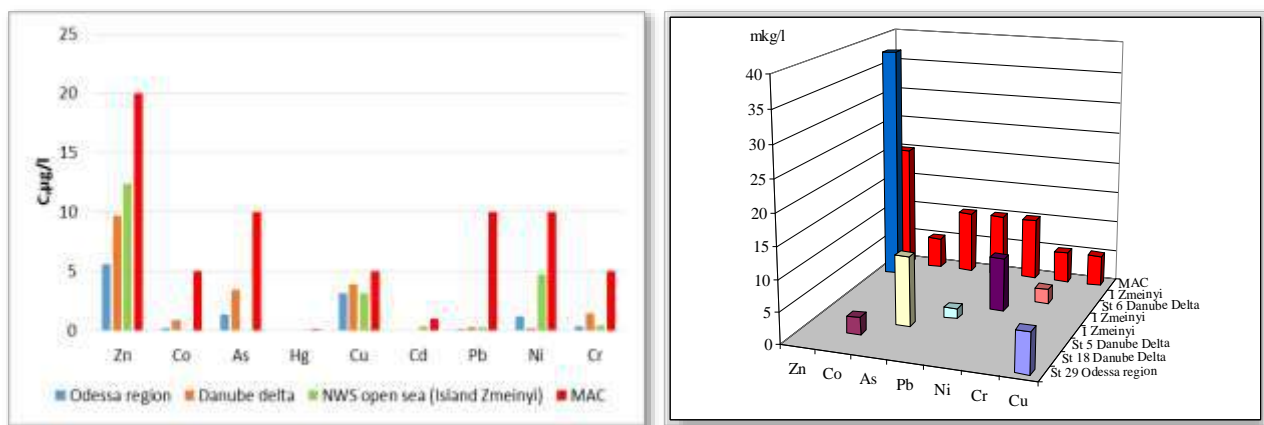 25
20
15
10
5
0
C,µg/l
Zn Co As Hg Cu Cd Pb Ni Cr
Odessa region Danube delta NWS open sea (Island Zmeinyi) MAC
mkg/l
40
35
30
25
20
15
10
5
0
Zn Co As Pb Ni Cr Cu
MAC
I Zmeinyi
St 6 Danube Delta
I Zmeinyi
I Zmeinyi
St 5 Danube Delta
St 18 Danube Delta
St 29 Odessa region